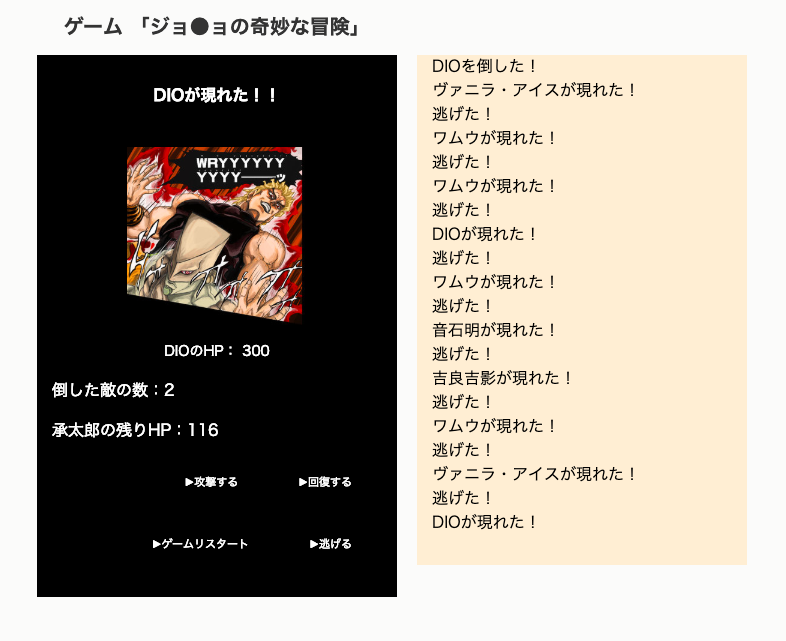 ゲーム 「ジョ●ョの奇妙な冒険」
DIOが現れた！！
WRYYYYYY
YYYY――ッ
ド ド オ オ
DIOのHP： 300
倒した敵の数：2
承太郎の残りHP：116
▶攻撃する
▶回復する
▶ゲームリスタート
▶逃げる
DIOを倒した！
ヴァニラ・アイスが現れた！
逃げた！
ワムウが現れた！
逃げた！
ワムウが現れた！
逃げた！
DIOが現れた！
逃げた！
ワムウが現れた！
逃げた！
音石明が現れた！
逃げた！
吉良吉影が現れた！
逃げた！
ワムウが現れた！
逃げた！
ヴァニラ・アイスが現れた！
逃げた！
DIOが現れた！